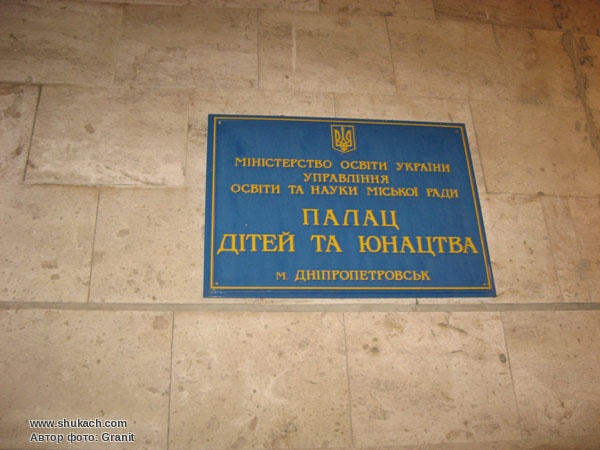 МІНІСТЕРСТВО ОСВІТИ УКРАЇНИ
УПРАВЛІННЯ
ОСВІТИ ТА НАУКИ МІСЬКОЇ РАДИ
ПАЛАЦ
ДІТЕЙ ТА ЮНАЦТВА
м. ДНІПРОПЕТРОВСЬК
www.shukach.com
Автор фото: Granit